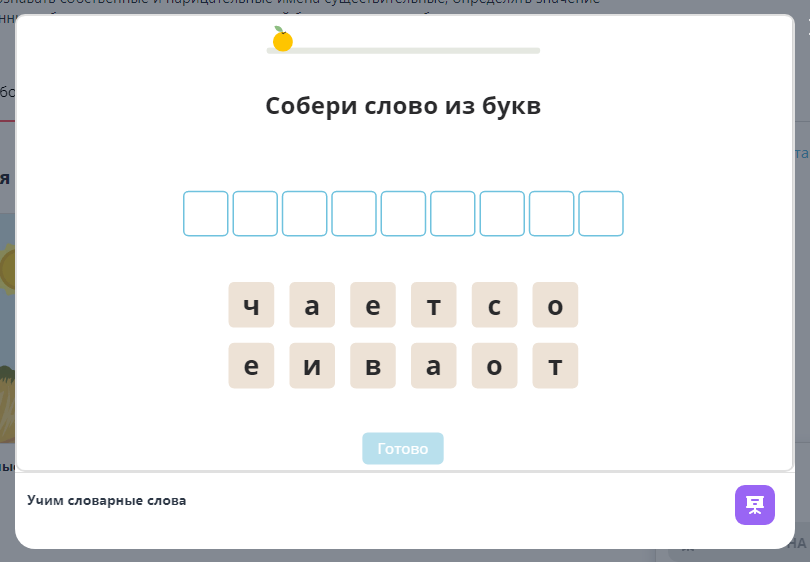 Собери слово из букв
ч а е т с о
е и в а о т
Готово
Учим словарные слова